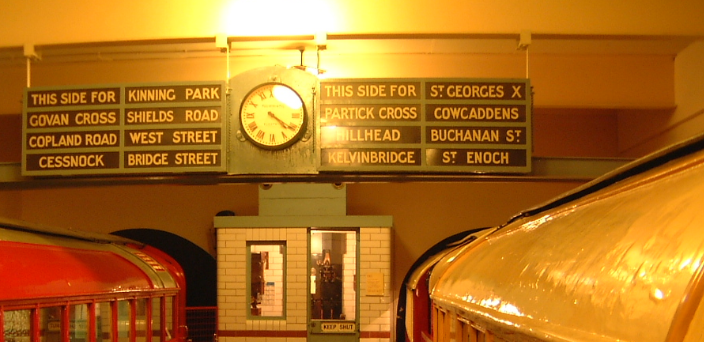 THIS SIDE FOR KINNING PARK
GOVAN CROSS SHIELDS ROAD
COPLAND ROAD WEST STREET
CESSNOCK BRIDGE STREET
THIS SIDE FOR ST GEORGES X
PARTICK CROSS COWCADDENS
HILLHEAD BUCHANAN ST
KELVINBRIDGE ST ENOCH
KEEP SHUT